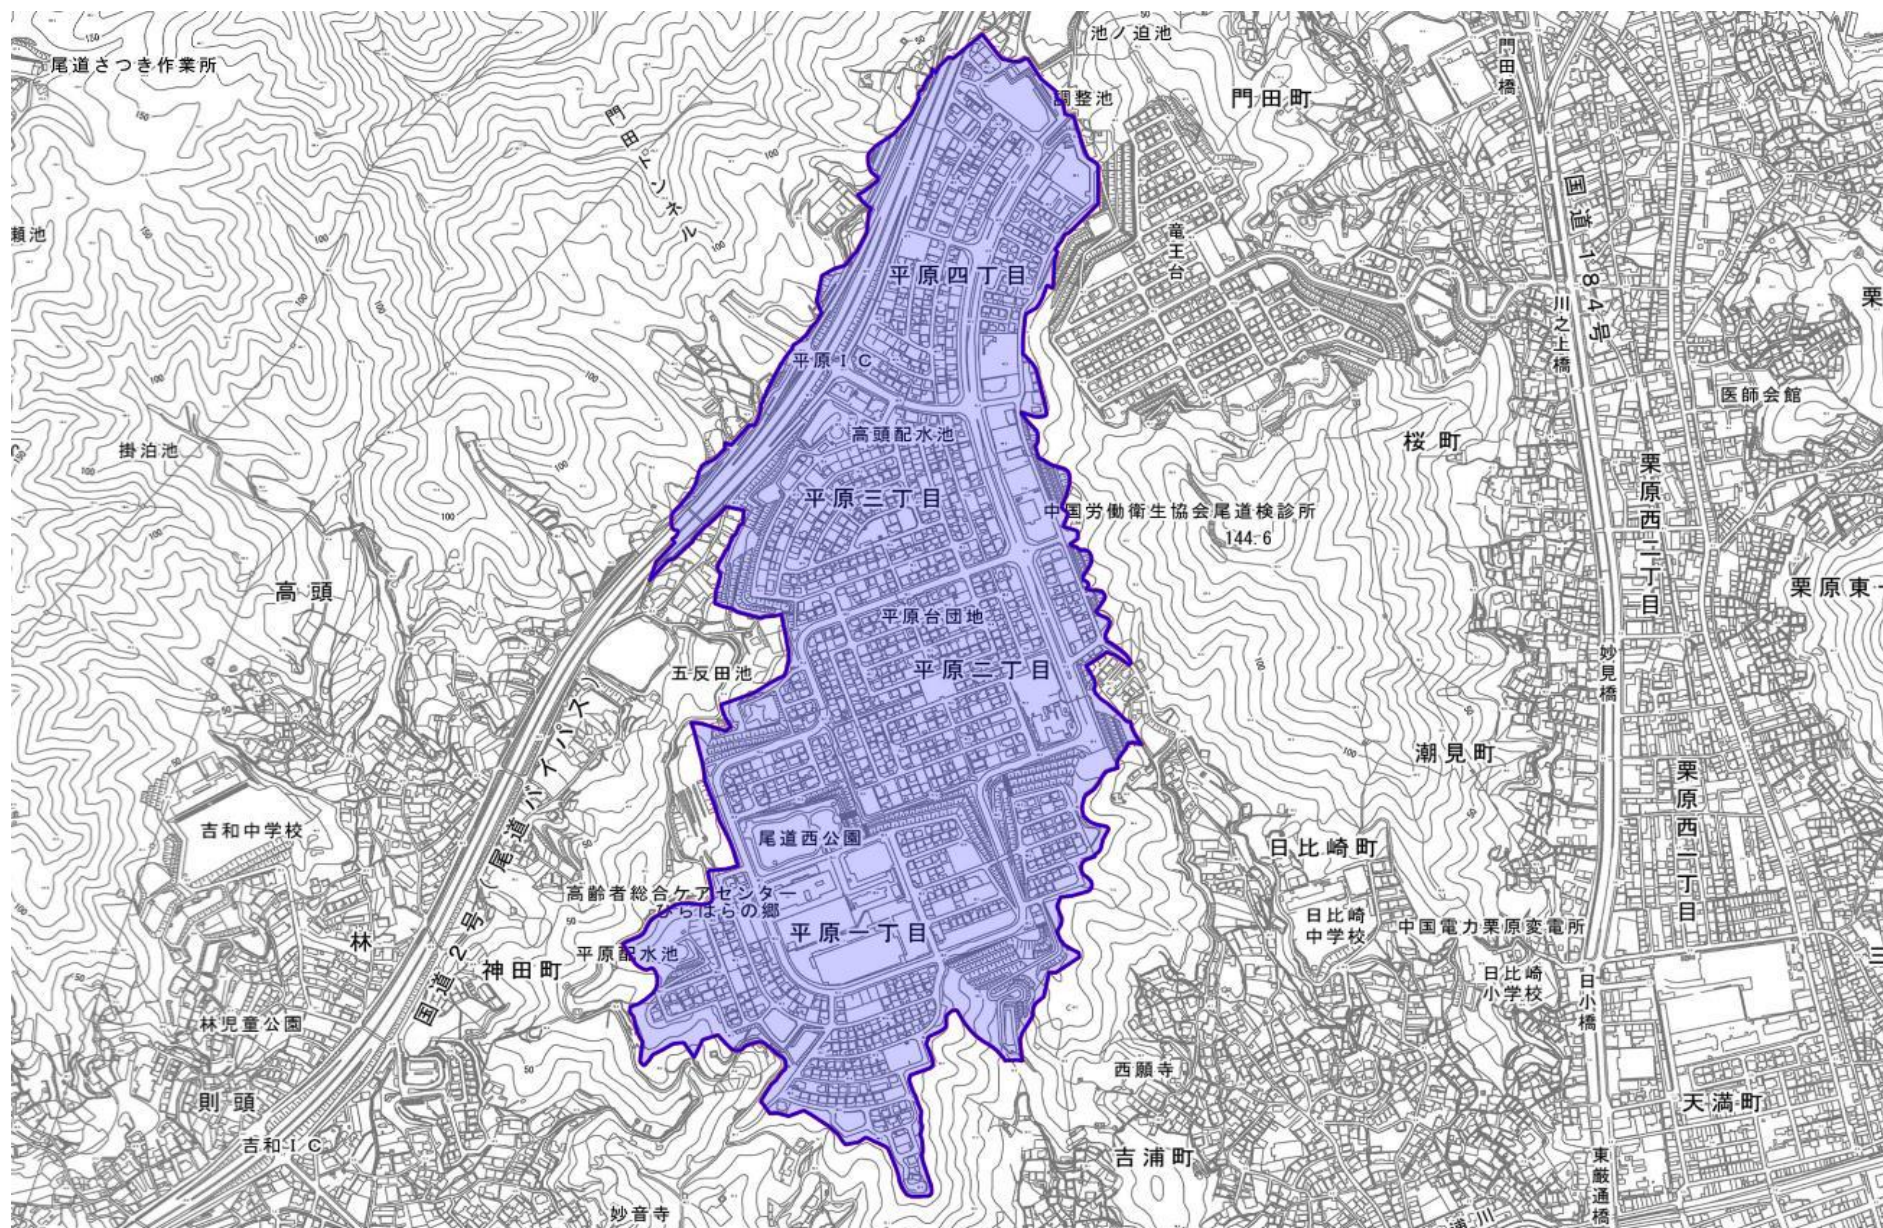 池ノ迫池
尾道さつき作業所
150
50
門田橋
調整池
門田町
門田トンネル
100
国道184号
瀬池
竜王台
平原四丁目
栗
川之上橋
平原IC
医師会館
高頭配水池
桜町
掛泊池
栗原西二丁目
平原三丁目
中国労働衛生協会尾道検診所
144.6
高頭
栗原東一
平原台団地
妙見橋
五反田池
平原二丁目
潮見町
栗原西一丁目
吉和中学校
尾道西公園
日比崎町
高齢者総合ケアセンター
ひらはらの郷
日比崎
中学校
中国電力栗原変電所
平原一丁目
林
平原配水池
神田町
国道2号(尾道バイパス)
三
日比崎
小学校
日小橋
林児童公園
西願寺
則頭
天満町
吉和IC
吉浦町
東厳通橋
妙音寺
浦川